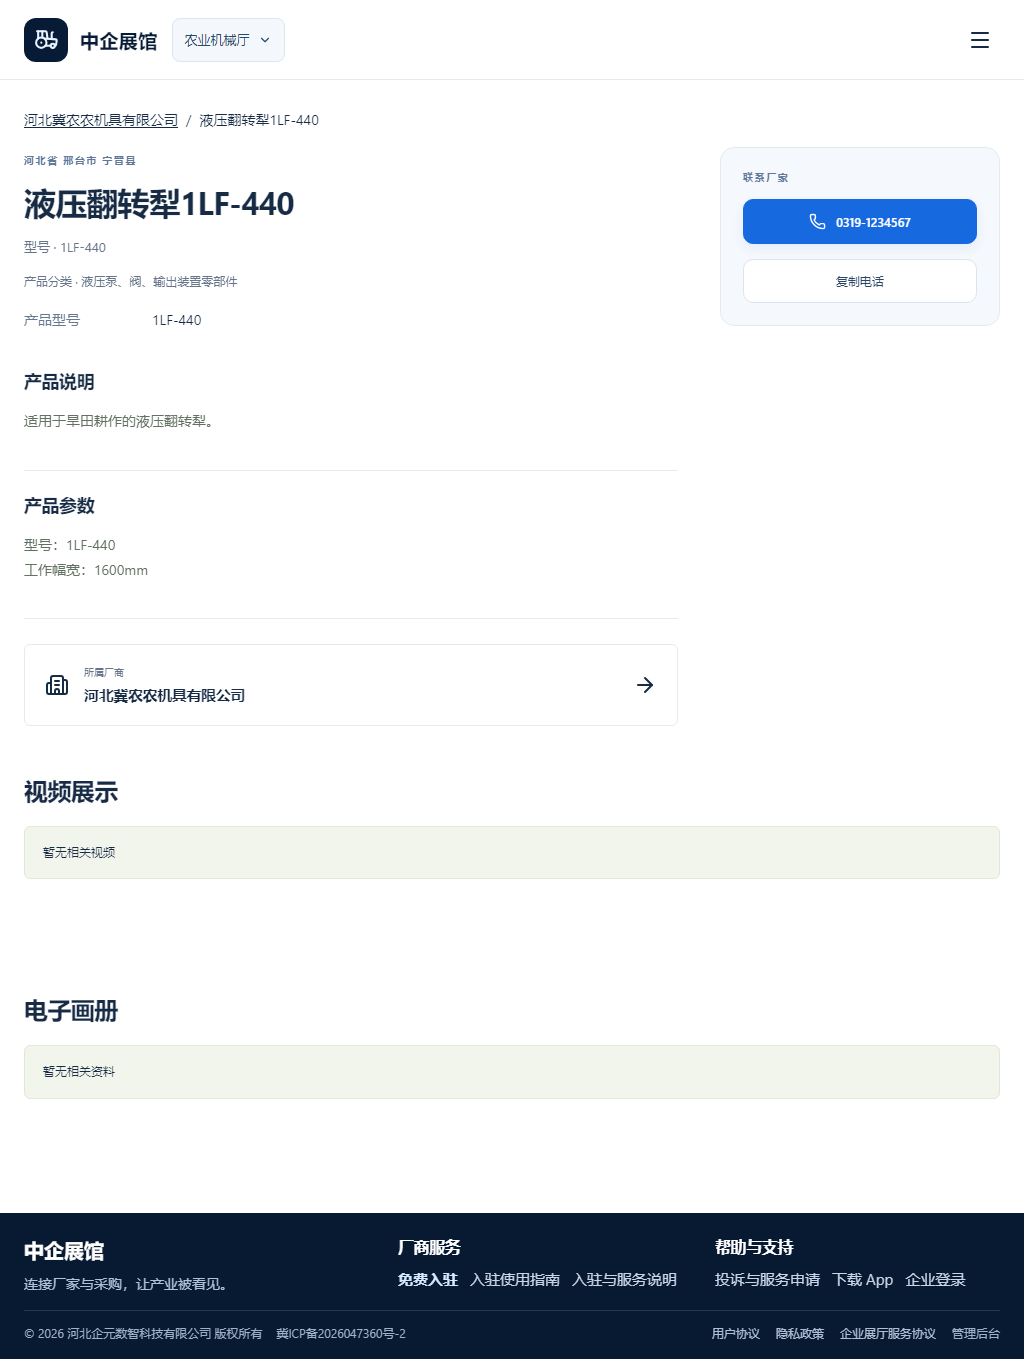 中企展馆
农业机械厅
河北冀农农机具有限公司 / 液压翻转犁1LF-440
河北省 邢台市 宁晋县
液压翻转犁1LF-440
型号 · 1LF-440
产品分类 · 液压泵、阀、输出装置零部件
产品型号 1LF-440
联系厂家
0319-1234567
复制电话
产品说明
适用于旱田耕作的液压翻转犁。
产品参数
型号：1LF-440
工作幅宽：1600mm
所属厂商
河北冀农农机具有限公司
视频展示
暂无相关视频
电子画册
暂无相关资料
中企展馆
连接厂家与采购，让产业被看见。
厂商服务
免费入驻 入驻使用指南 入驻与服务说明
帮助与支持
投诉与服务申请 下载 App 企业登录
© 2026 河北企元数智科技有限公司 版权所有 冀ICP备2026047360号-2
用户协议 隐私政策 企业展厅服务协议 管理后台